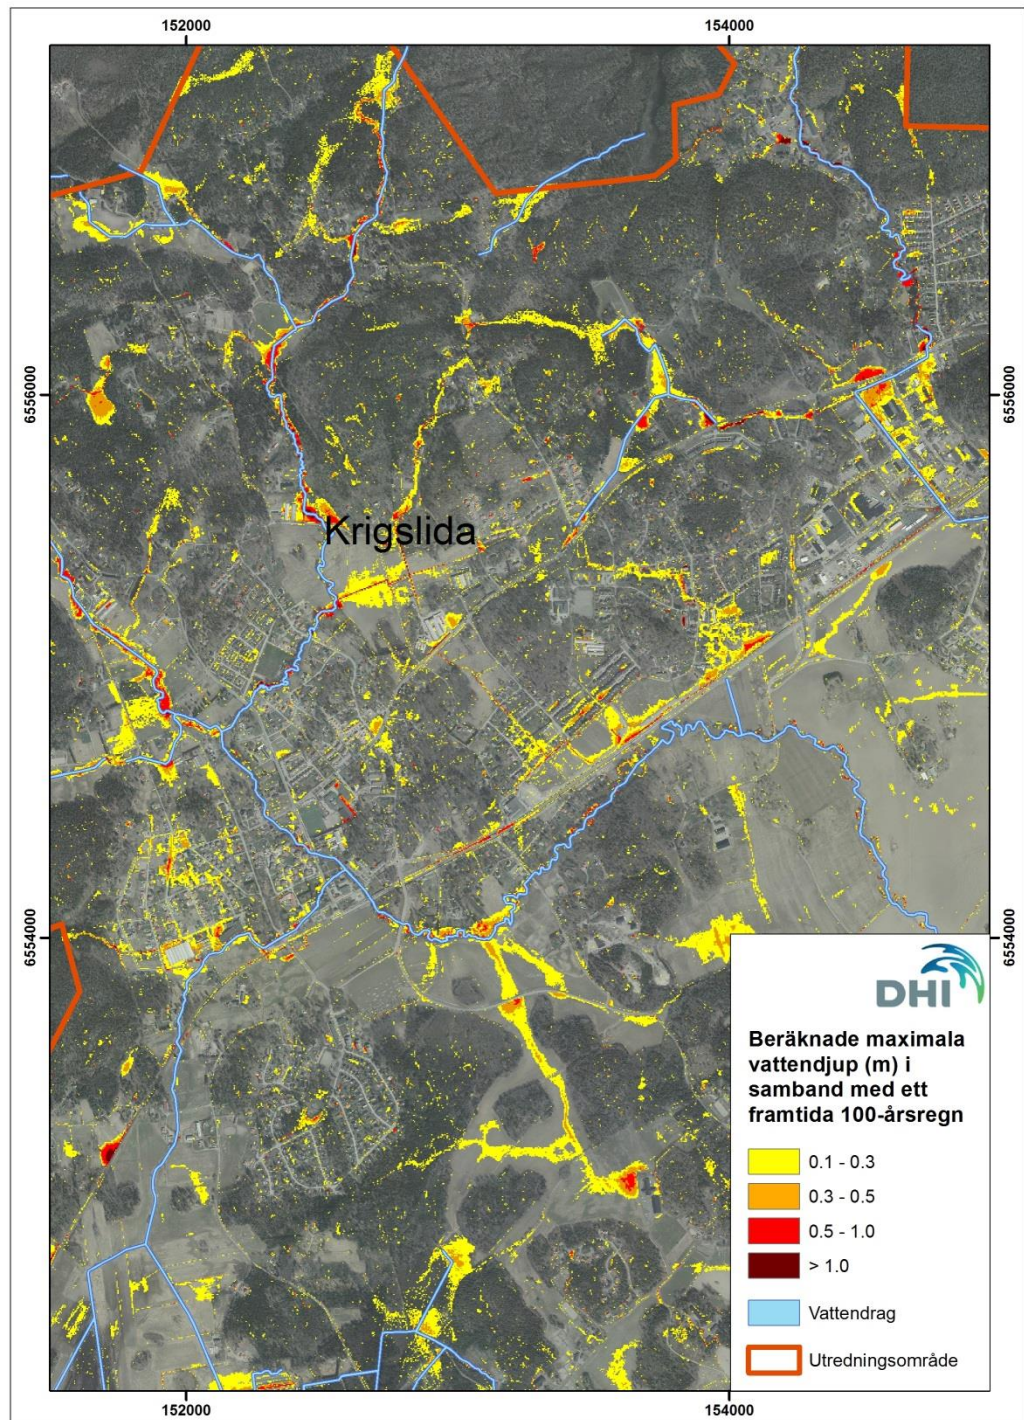 152000
154000
6556000
6556000
Krigslida
6554000
6554000
DHI
Beräknade maximala
vattendjup (m) i
samband med ett
framtida 100-årsregn
0.1 - 0.3
0.3 - 0.5
0.5 - 1.0
> 1.0
Vattendrag
Utredningsområde
152000
154000